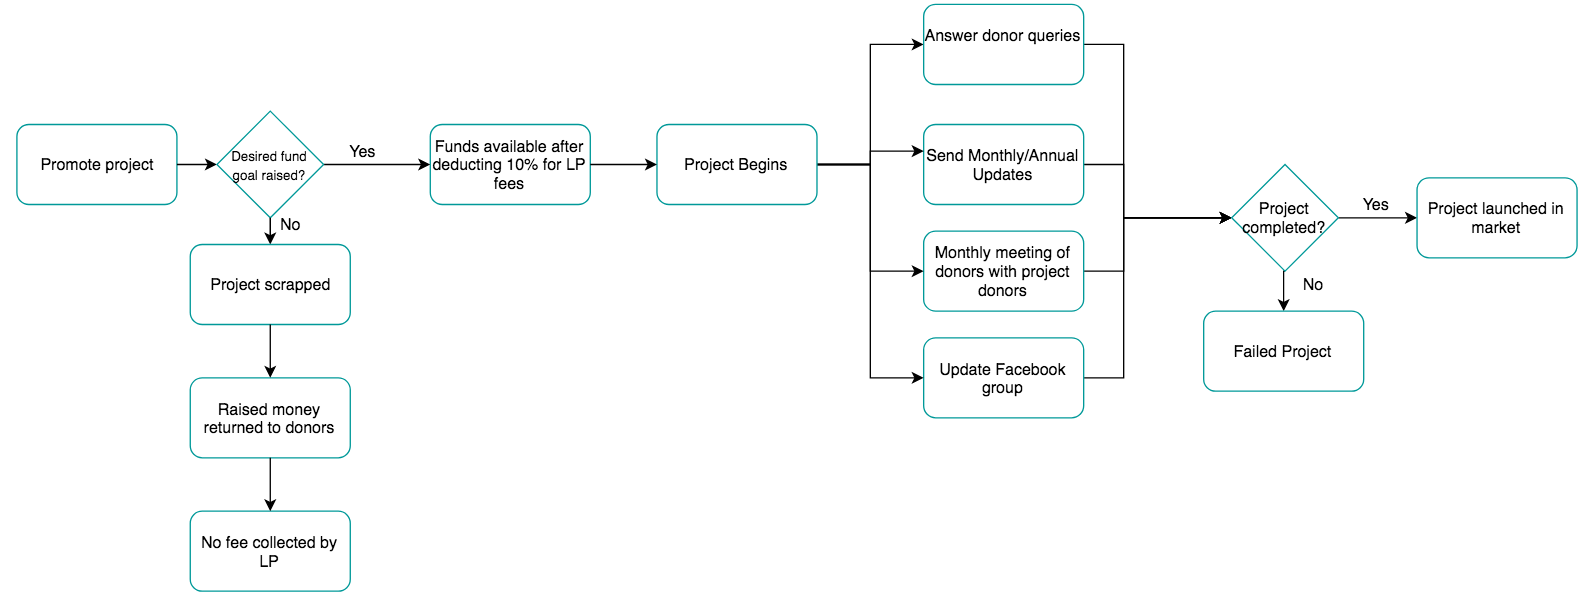 Promote project
Desired fund
goal raised?
Yes
No
Funds available after
deducting 10% for LP
fees
Project Begins
Answer donor queries
Send Monthly/Annual
Updates
Monthly meeting of
donors with project
donors
Update Facebook
group
Project
completed?
Yes
No
Project launched in
market
Failed Project
Project scrapped
Raised money
returned to donors
No fee collected by
LP